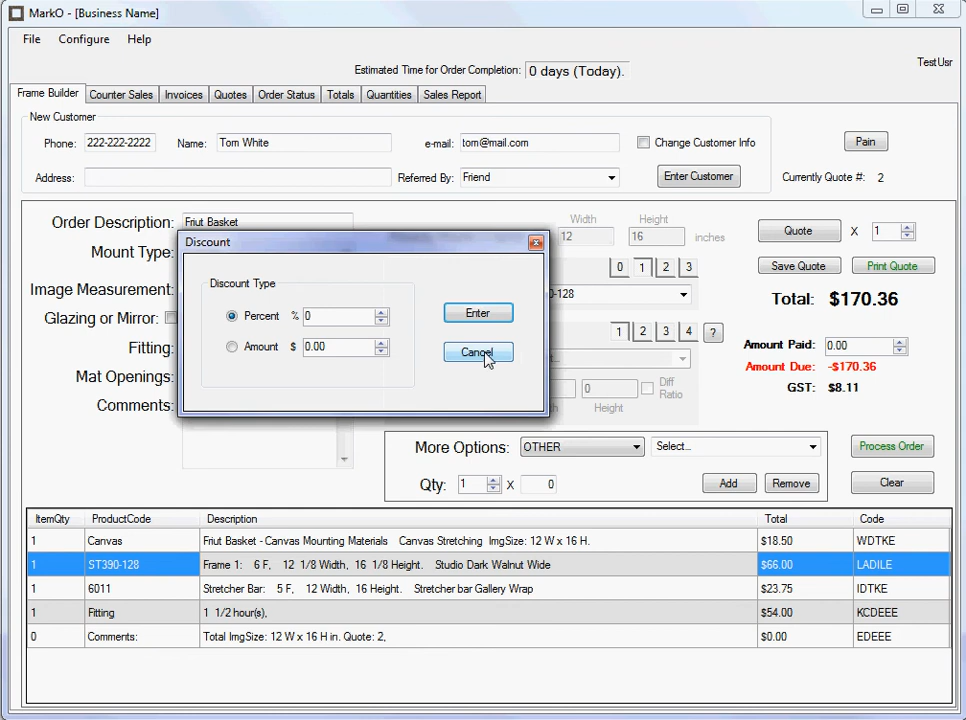 MarkO - [Business Name]
File Configure Help
Estimated Time for Order Completion: 0 days (Today).
TestUsr
Frame Builder Counter Sales Invoices Quotes Order Status Totals Quantities Sales Report
New Customer
Phone: 222-222-2222 Name: Tom White e-mail: tom@mail.com Change Customer Info Pain
Address: Referred By: Friend Enter Customer Currently Quote #: 2
Order Description: Friut Basket
Mount Type:
Image Measurement:
Glazing or Mirror:
Fitting:
Mat Openings:
Comments:
Discount
Discount Type
Percent % 0 Enter
Amount $ 0.00 Cancel
Width Height
12 16 inches
0 1 2 3
0-128
1 2 3 4 ?
0 Diff Ratio
Height
Quote X 1
Save Quote Print Quote
Total: $170.36
Amount Paid: 0.00
Amount Due: -$170.36
GST: $8.11
More Options: OTHER Select... Process Order
Qty: 1 X 0 Add Remove Clear
ItemQty ProductCode Description Total Code
1 Canvas Friut Basket - Canvas Mounting Materials Canvas Stretching ImgSize: 12 W x 16 H. $18.50 WDTKE
1 ST390-128 Frame 1: 6 F, 12 1/8 Width, 16 1/8 Height. Studio Dark Walnut Wide $66.00 LADILE
1 6011 Stretcher Bar: 5 F, 12 Width, 16 Height. Stretcher bar Gallery Wrap $23.75 IDTKE
1 Fitting 1 1/2 hour(s), $54.00 KCDEEE
0 Comments: Total ImgSize: 12 W x 16 H in. Quote: 2, $0.00 EDEEE